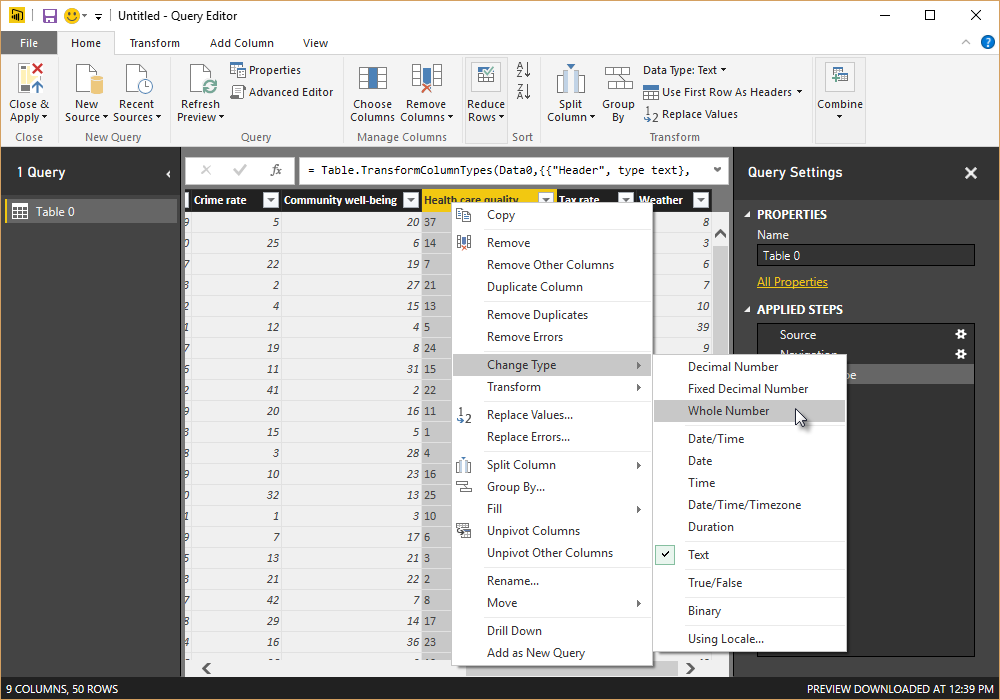 Untitled - Query Editor
File Home Transform Add Column View
Close & Apply
New Source
Recent Sources
Refresh Preview
Properties
Advanced Editor
Choose Columns
Remove Columns
Reduce Rows
Split Column
Group By
Data Type: Text
Use First Row As Headers
Replace Values
Combine
Close New Query Query Manage Columns Sort Transform
1 Query
Table 0
fx
= Table.TransformColumnTypes(Data0,{{"Header", type text},
Crime rate Community well-being Health care quality Tax rate Weather
5 20 37 8
25 6 14 3
22 19 7 6
2 27 21 7
4 15 13 10
12 4 5 39
19 8 24 9
11 31 15
41 2 22
20 16 11
15 5 1
3 28 4
10 23 16
32 13 25
1 3 10
7 17 6
13 21 3
21 22 2
42 7 8
29 14 17
16 36 23
Copy
Remove
Remove Other Columns
Duplicate Column
Remove Duplicates
Remove Errors
Change Type
Transform
Replace Values...
Replace Errors...
Split Column
Group By...
Fill
Unpivot Columns
Unpivot Other Columns
Rename...
Move
Drill Down
Add as New Query
Decimal Number
Fixed Decimal Number
Whole Number
Date/Time
Date
Time
Date/Time/Timezone
Duration
Text
True/False
Binary
Using Locale...
Query Settings
PROPERTIES
Name
Table 0
All Properties
APPLIED STEPS
Source
Navigation
9 COLUMNS, 50 ROWS
PREVIEW DOWNLOADED AT 12:39 PM